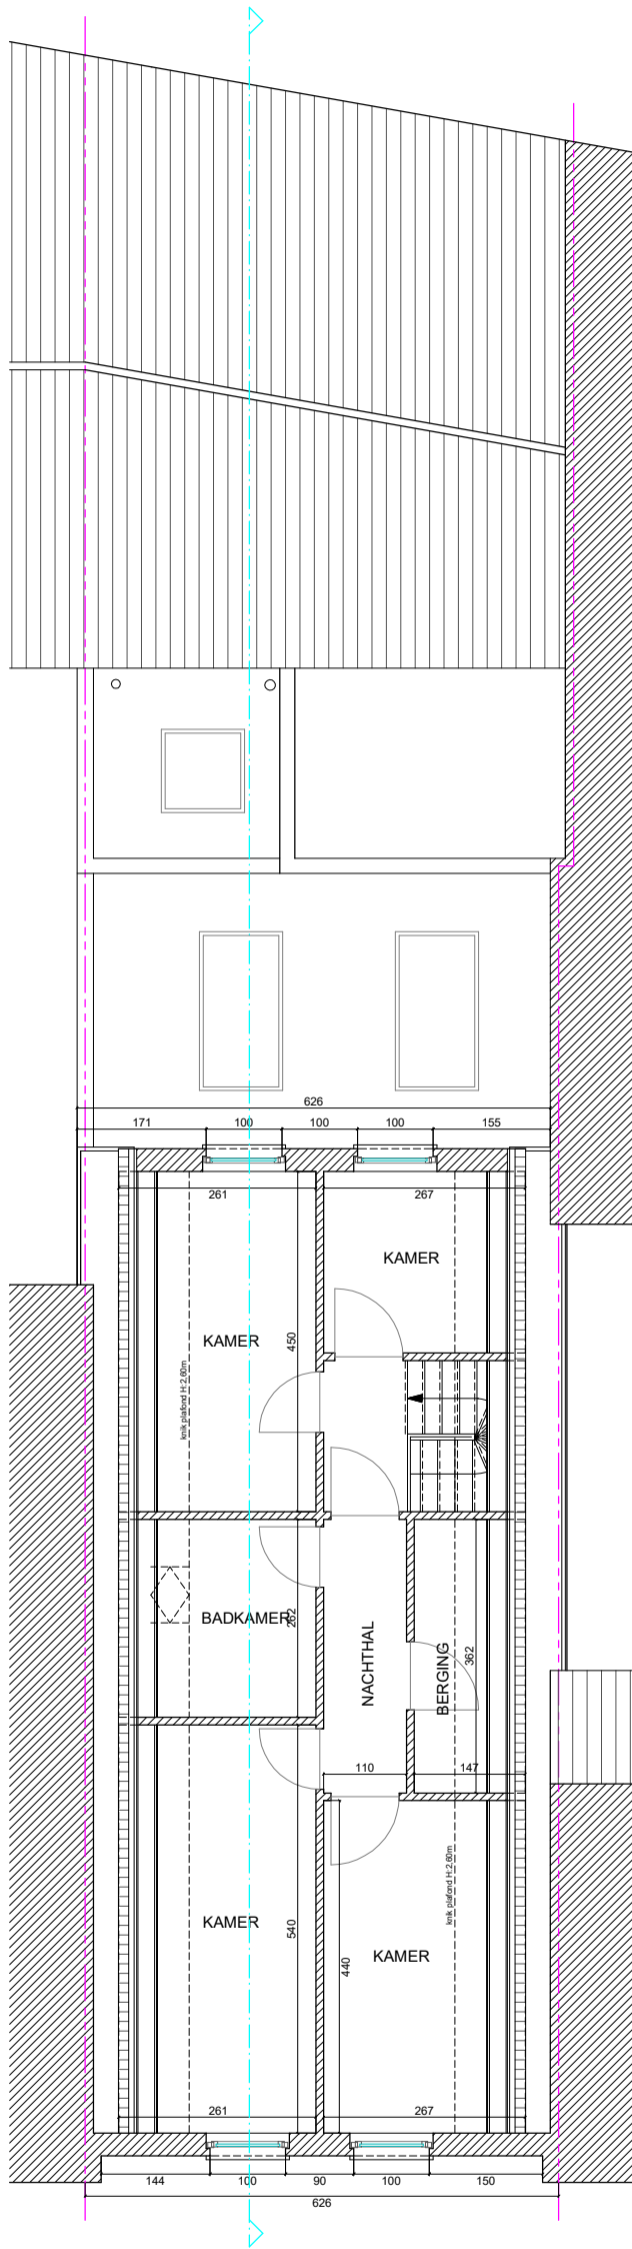 626
171 100 100 100 155
261 267
KAMER
KAMER
450
knik plafond H:2.60m
BADKAMER
262
NACHTHAL
BERGING
362
110 147
knik plafond H:2.60m
KAMER
540
KAMER
440
261 267
144 100 90 100 150
626